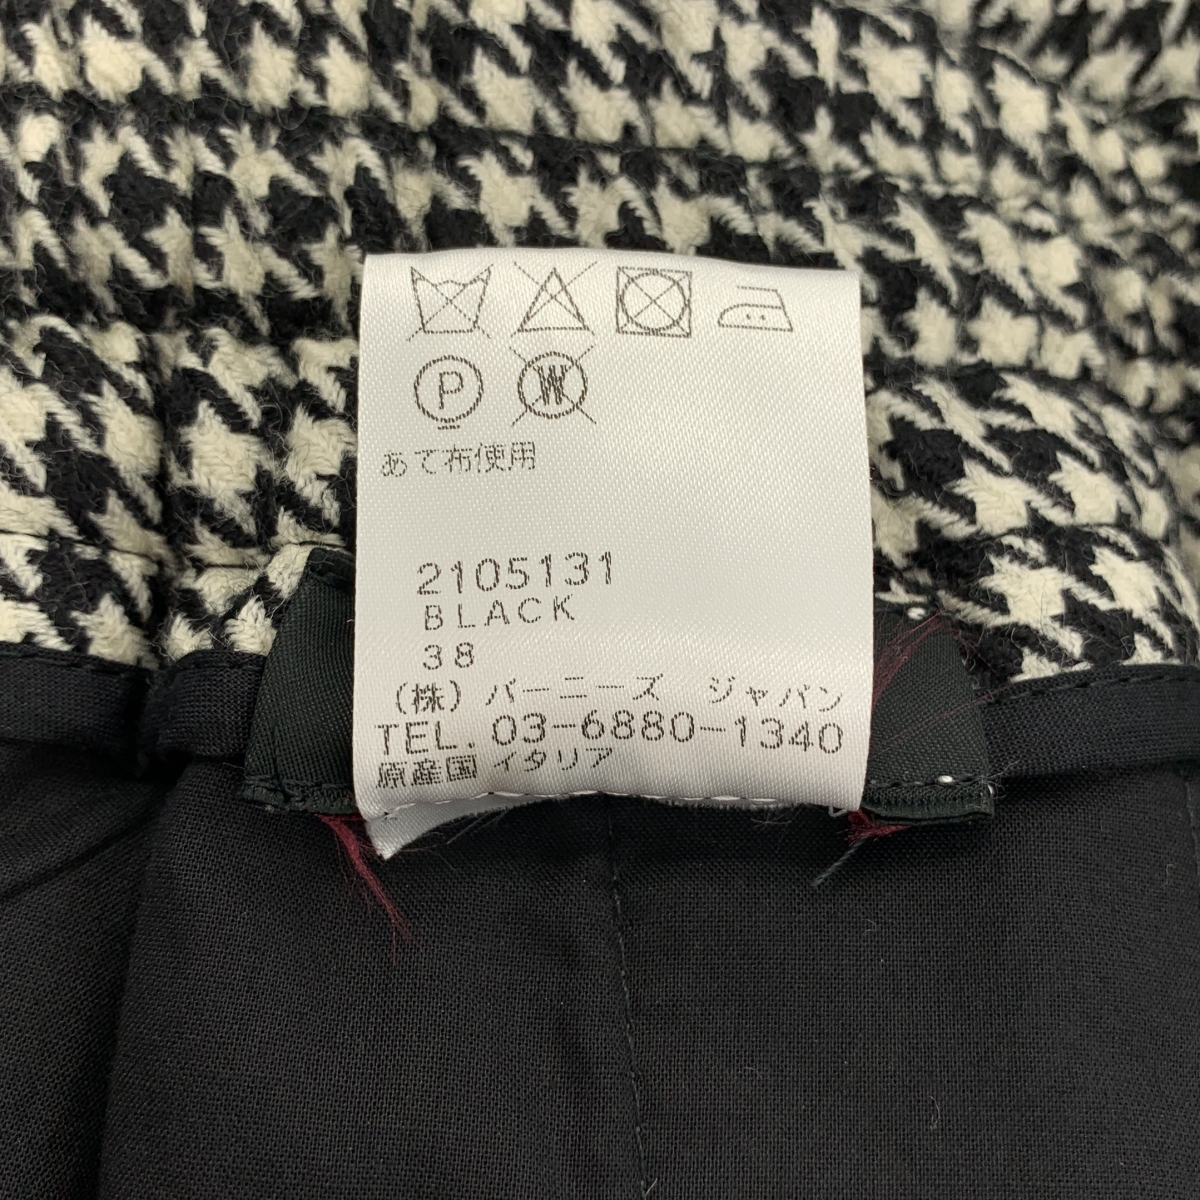 P W
あて布使用
2105131
BLACK
38
(株) バーニーズ ジャパン
TEL. 03-6880-1340
原産国 イタリア